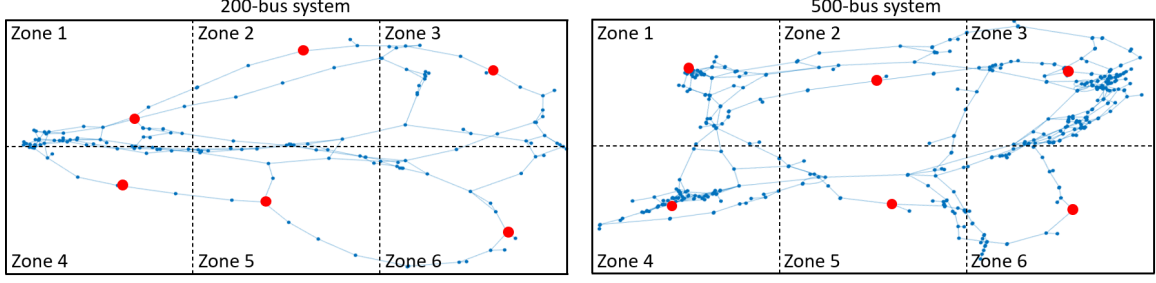 200-bus system
Zone 1 Zone 2 Zone 3
Zone 4 Zone 5 Zone 6
500-bus system
Zone 1 Zone 2 Zone 3
Zone 4 Zone 5 Zone 6